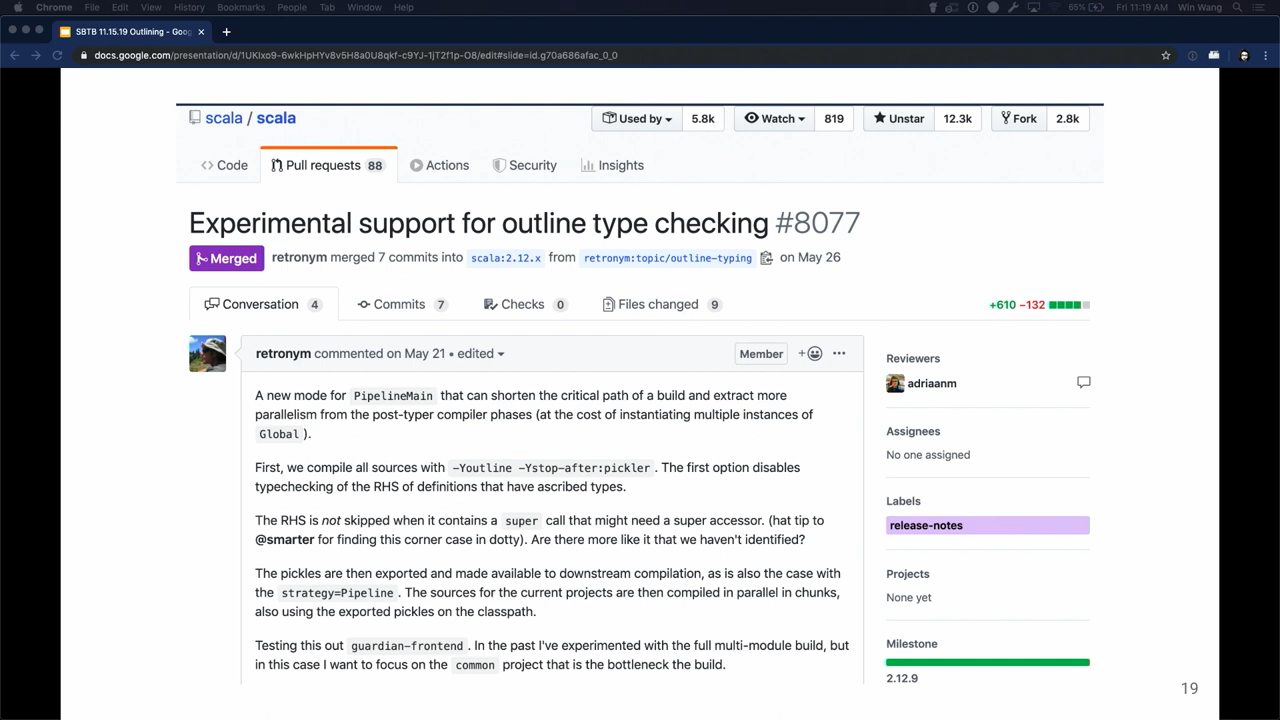 Chrome File Edit View History Bookmarks People Tab Window Help 65% Fri 11:19 AM Win Wang
SBTB 11.15.19 Outlining - Goog
docs.google.com/presentation/d/1UKIxo9-6wkHpHYv8v5H8a0U8qkf-c9YJ-1jT2f1p-O8/edit#slide=id.g70a686afac_0_0
scala / scala Used by 5.8k Watch 819 Unstar 12.3k Fork 2.8k
Code Pull requests 88 Actions Security Insights
Experimental support for outline type checking #8077
Merged retronym merged 7 commits into scala:2.12.x from retronym:topic/outline-typing on May 26
Conversation 4 Commits 7 Checks 0 Files changed 9 +610 −132
retronym commented on May 21 • edited Member
A new mode for PipelineMain that can shorten the critical path of a build and extract more
parallelism from the post-typer compiler phases (at the cost of instantiating multiple instances of
Global ).
First, we compile all sources with -Youtline -Ystop-after:pickler . The first option disables
typechecking of the RHS of definitions that have ascribed types.
The RHS is not skipped when it contains a super call that might need a super accessor. (hat tip to
@smarter for finding this corner case in dotty). Are there more like it that we haven't identified?
The pickles are then exported and made available to downstream compilation, as is also the case with
the strategy=Pipeline . The sources for the current projects are then compiled in parallel in chunks,
also using the exported pickles on the classpath.
Testing this out guardian-frontend . In the past I've experimented with the full multi-module build, but
in this case I want to focus on the common project that is the bottleneck the build.
Reviewers
adriaanm
Assignees
No one assigned
Labels
release-notes
Projects
None yet
Milestone
2.12.9
19